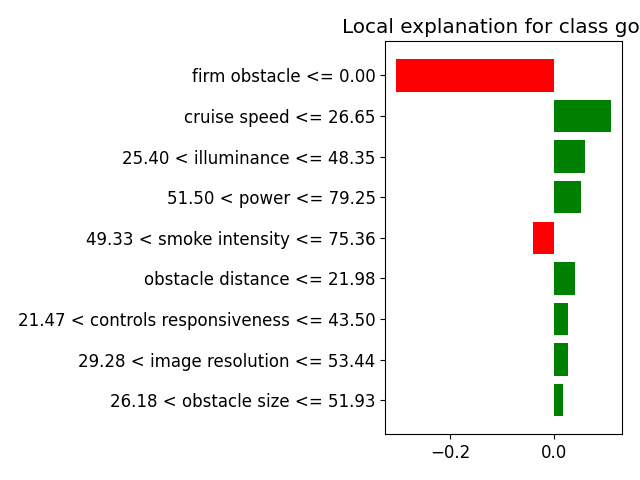 Local explanation for class go
firm obstacle <= 0.00
cruise speed <= 26.65
25.40 < illuminance <= 48.35
51.50 < power <= 79.25
49.33 < smoke intensity <= 75.36
obstacle distance <= 21.98
21.47 < controls responsiveness <= 43.50
29.28 < image resolution <= 53.44
26.18 < obstacle size <= 51.93
−0.2 0.0